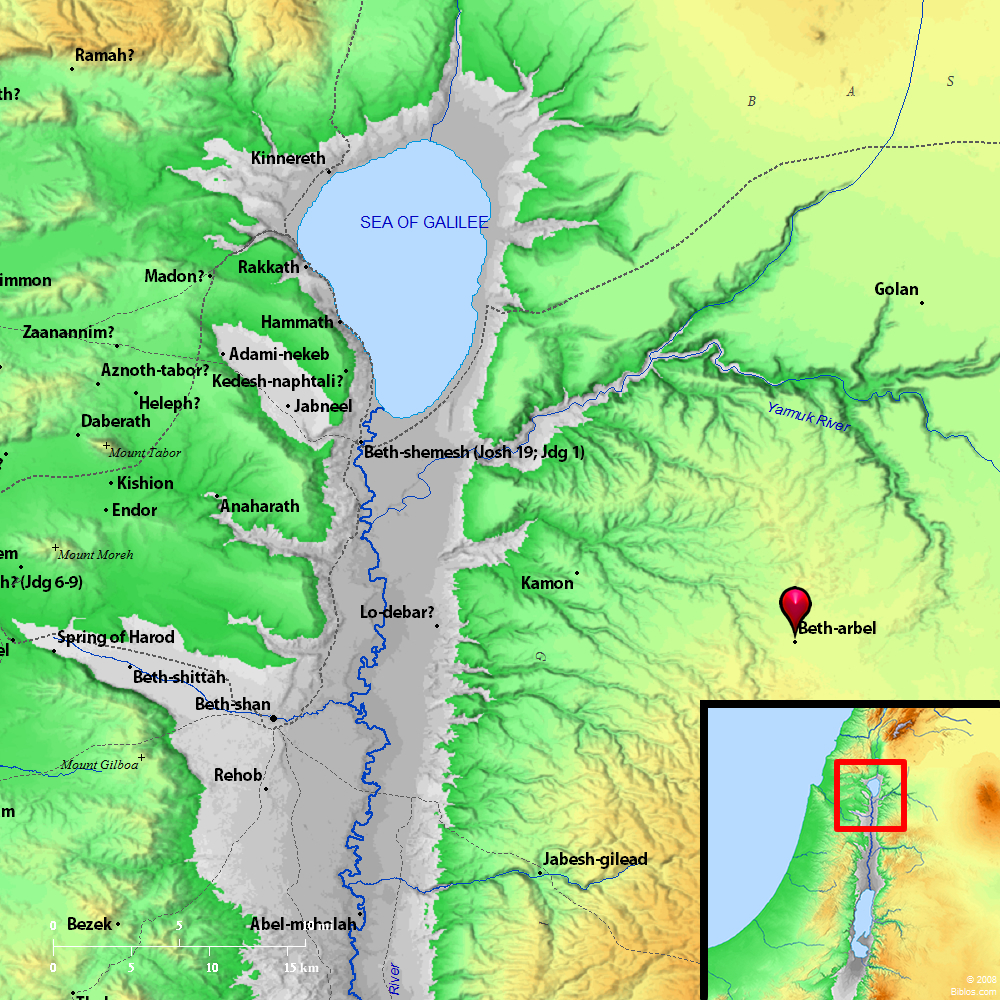 Ramah?
th?
B A S
Kinnereth
SEA OF GALILEE
Rakkath
Madon?
immon
Golan
Hammath
Zaanannim?
Adami-nekeb
Aznoth-tabor?
Kedesh-naphtali?
Heleph?
Jabneel
Daberath
Yarmuk River
Mount Tabor
Beth-shemesh (Josh 19; Jdg 1)
Kishion
Anaharath
Endor
em
Mount Moreh
h? (Jdg 6-9)
Kamon
Lo-debar?
Beth-arbel
Spring of Harod
el
G
Beth-shittah
Beth-shan
Mount Gilboa
Rehob
m
Jabesh-gilead
Bezek
Abel-meholah
0 5 10 mi
0 5 10 15 km
River
© 2008
Biblos.com